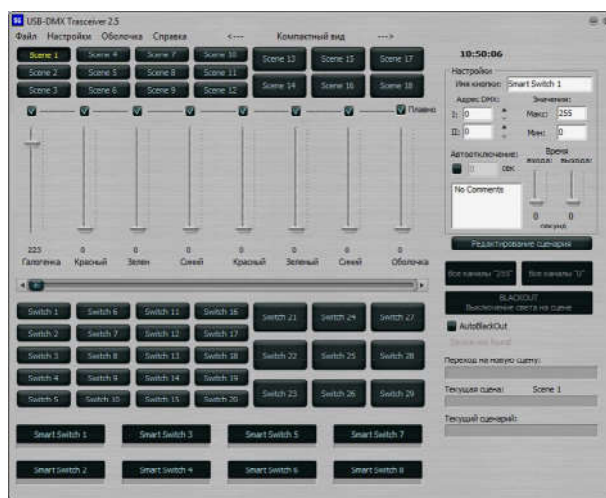 USB-DMX Trasceiver 2.5
Файл Настройки Оболочка Справка <--- Компактный вид --->
Scene 1 Scene 4 Scene 7 Scene 10 Scene 13 Scene 15 Scene 17
Scene 2 Scene 5 Scene 8 Scene 11
Scene 3 Scene 6 Scene 9 Scene 12 Scene 14 Scene 16 Scene 18
Плавно
223 0 0 0 0 0 0 0
Галогенка Красный Зелен Синий Красный Зеленый Синий Оболочка
Switch 1 Switch 6 Switch 11 Switch 16 Switch 21 Switch 24 Switch 27
Switch 2 Switch 7 Switch 12 Switch 17
Switch 3 Switch 8 Switch 13 Switch 18 Switch 22 Switch 25 Switch 28
Switch 4 Switch 9 Switch 14 Switch 19
Switch 5 Switch 10 Switch 15 Switch 20 Switch 23 Switch 26 Switch 29
Smart Switch 1 Smart Switch 3 Smart Switch 5 Smart Switch 7
Smart Switch 2 Smart Switch 4 Smart Switch 6 Smart Switch 8
10:50:06
Настройки
Имя кнопки: Smart Switch 1
Адрес DMX: Значение:
I: 0 Макс: 255
II: 0 Мин: 0
Автоотключение: Время
0 сек входа: выхода:
No Comments
0 0
секунд
Редактирование сценария
Все каналы "255" Все каналы "0"
BLACKOUT
Выключение света на сцене
AutoBlackOut
Переход на новую сцену:
Текущая сцена: Scene 1
Текущий сценарий: